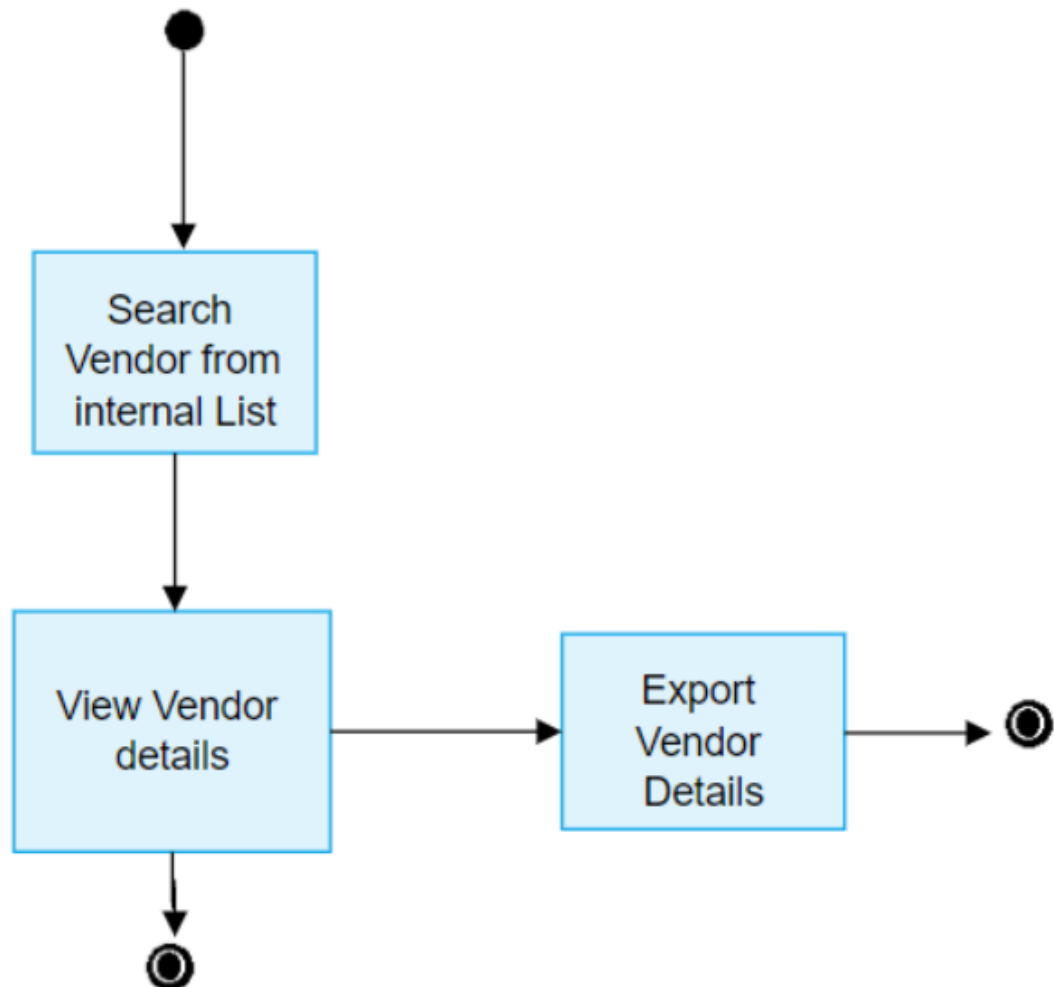 Search
Vendor from
internal List
View Vendor
details
Export
Vendor
Details